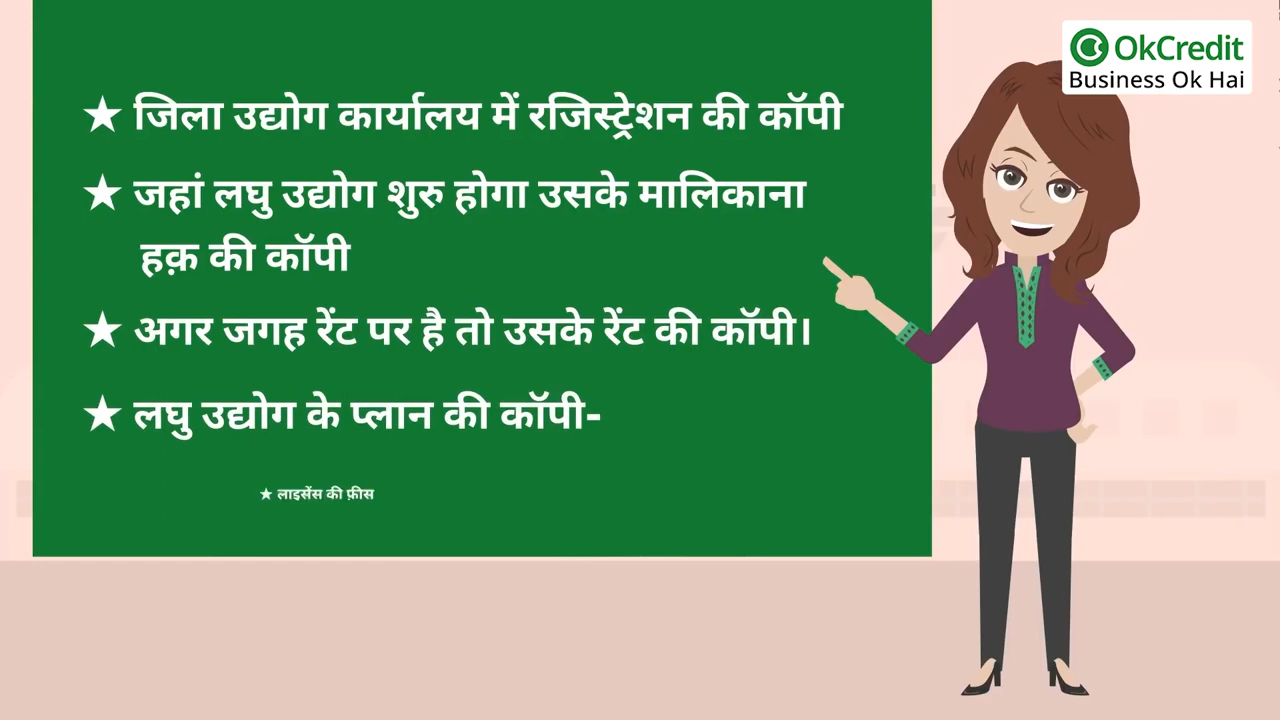 OkCredit
Business Ok Hai
★ जिला उद्योग कार्यालय में रजिस्ट्रेशन की कॉपी
★ जहां लघु उद्योग शुरु होगा उसके मालिकाना
हक़ की कॉपी
★ अगर जगह रेंट पर है तो उसके रेंट की कॉपी।
★ लघु उद्योग के प्लान की कॉपी-
★ लाइसेंस की फ़ीस